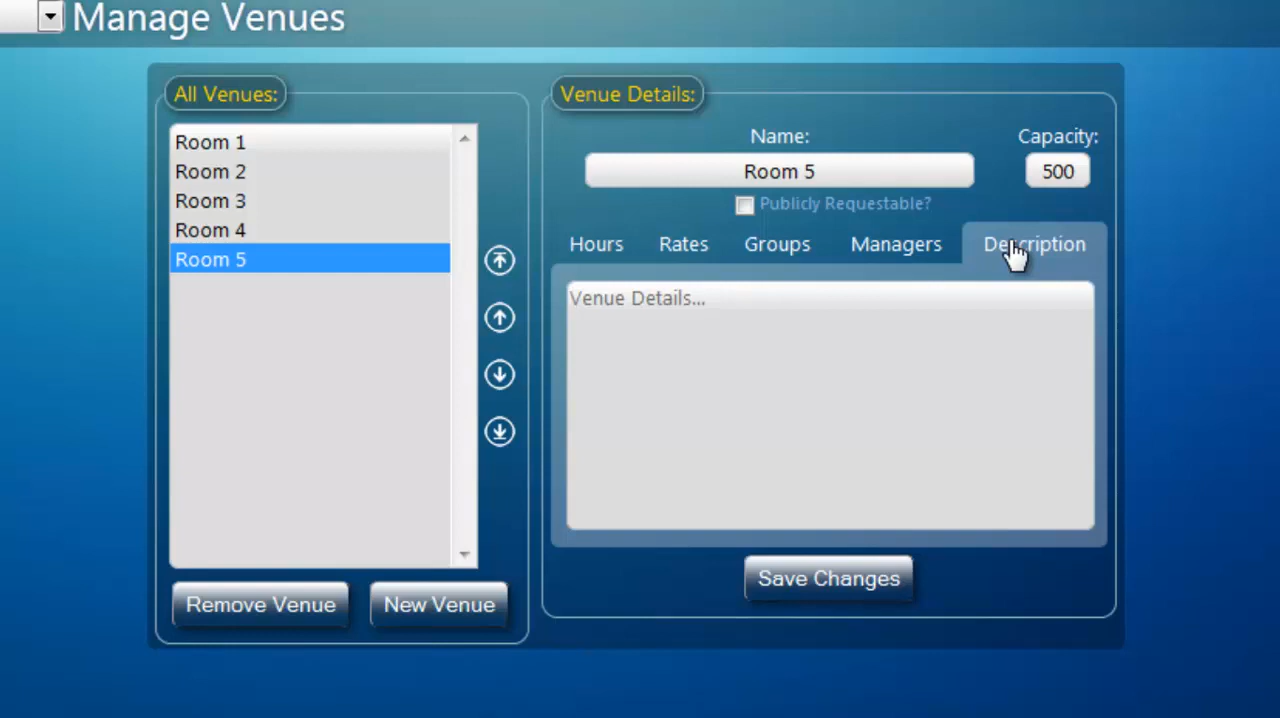 Manage Venues
All Venues:
Room 1
Room 2
Room 3
Room 4
Room 5
Remove Venue
New Venue
Venue Details:
Name:
Capacity:
Room 5
500
Publicly Requestable?
Hours
Rates
Groups
Managers
Description
Venue Details...
Save Changes